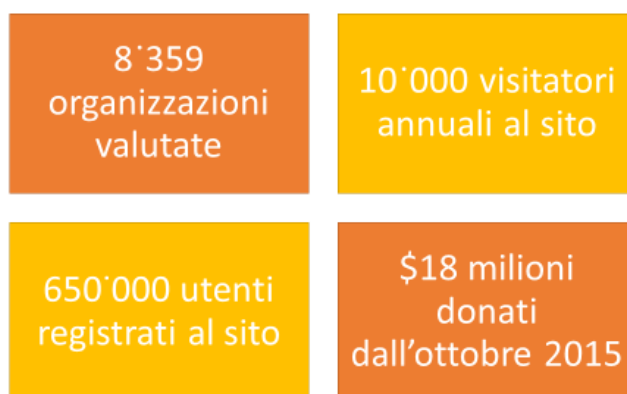 8˙359
organizzazioni
valutate
10˙000 visitatori
annuali al sito
650˙000 utenti
registrati al sito
$18 milioni
donati
dall’ottobre 2015